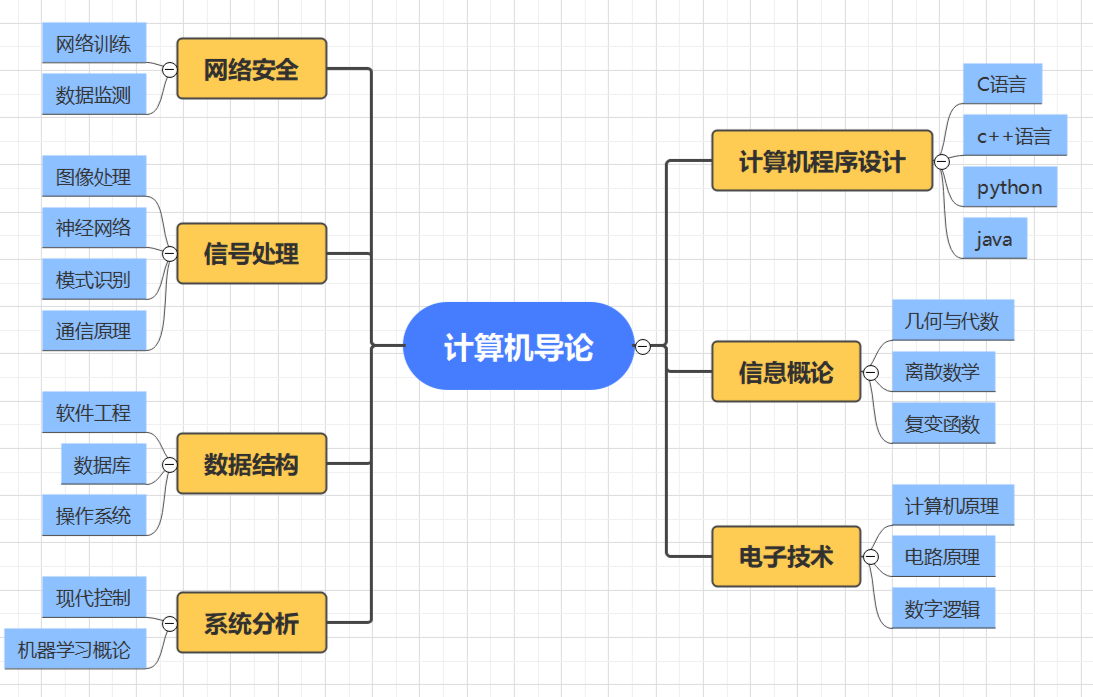 计算机导论
网络安全
网络训练
数据监测
信号处理
图像处理
神经网络
模式识别
通信原理
数据结构
软件工程
数据库
操作系统
系统分析
现代控制
机器学习概论
计算机程序设计
C语言
c++语言
python
java
信息概论
几何与代数
离散数学
复变函数
电子技术
计算机原理
电路原理
数字逻辑